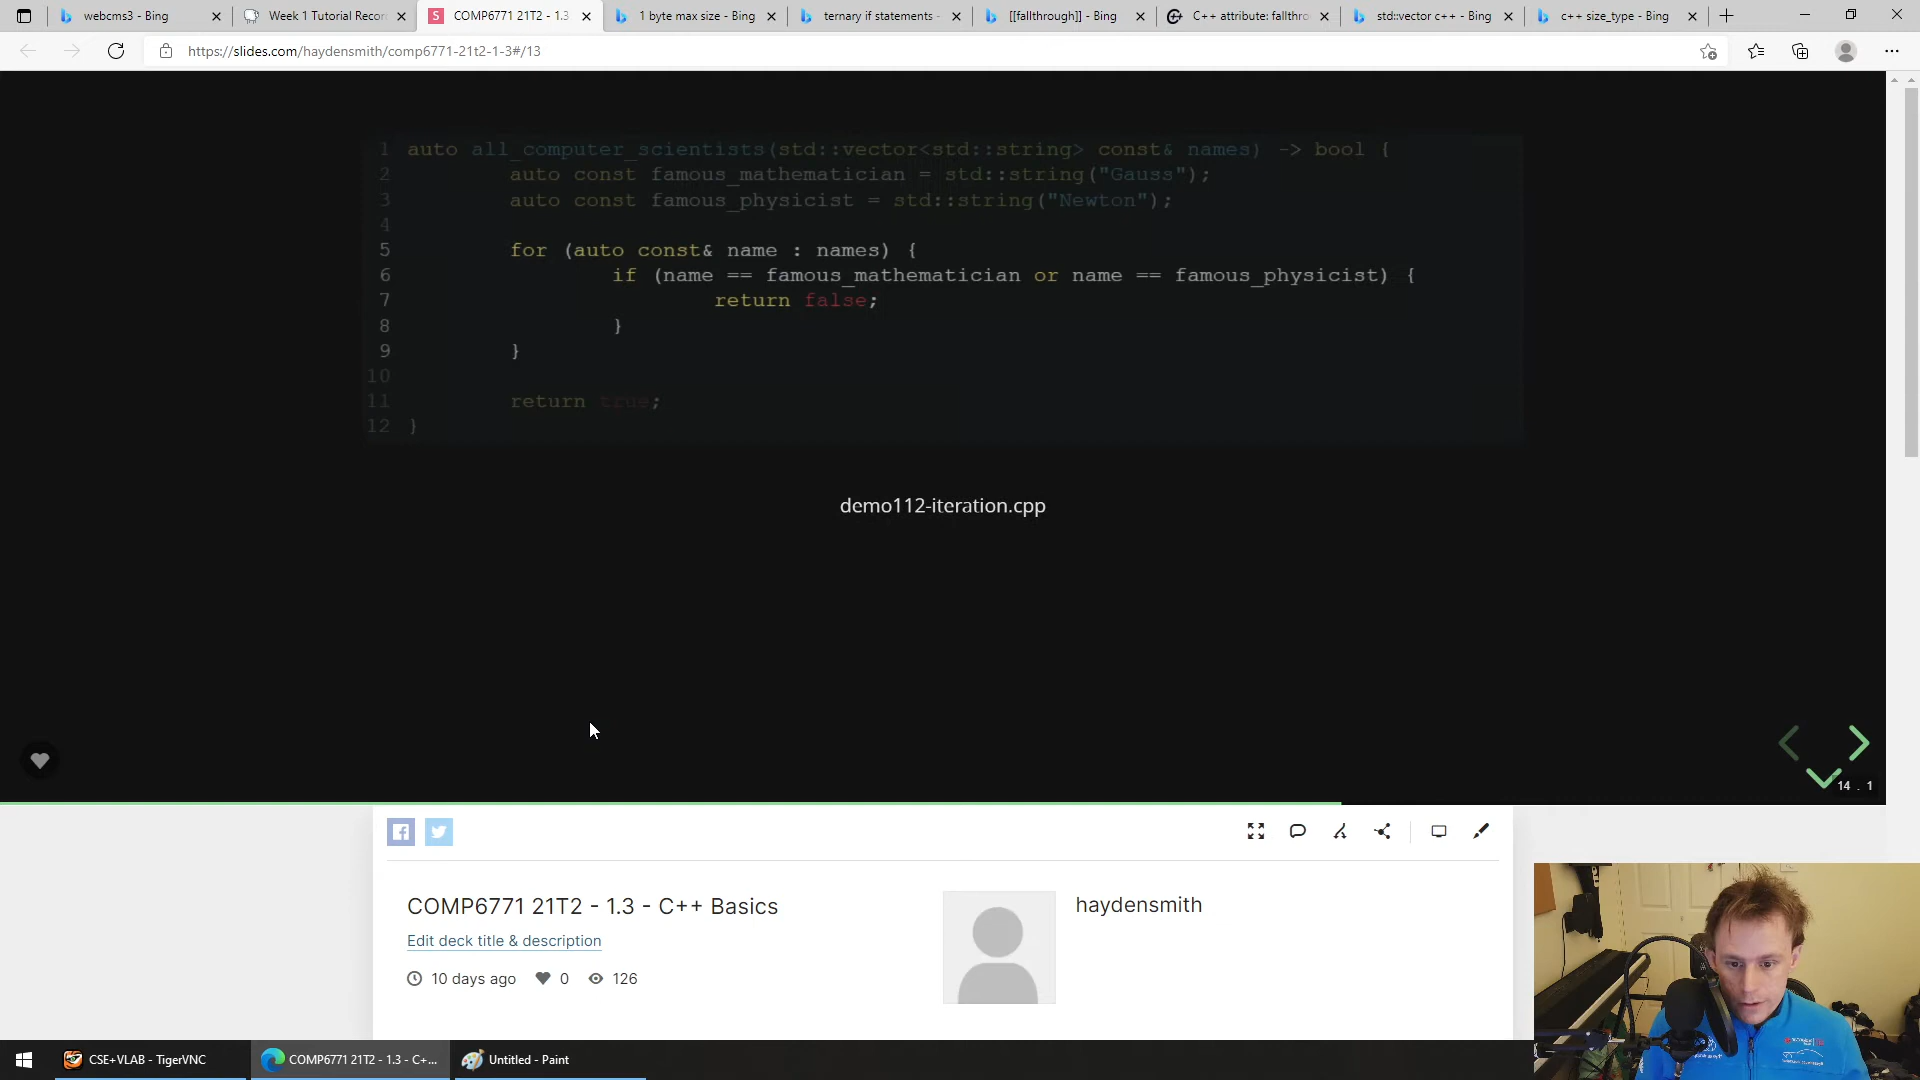 webcms3 - Bing
Week 1 Tutorial Recor
COMP6771 21T2 - 1.3
1 byte max size - Bing
ternary if statements -
[[fallthrough]] - Bing
C++ attribute: fallthro
std::vector c++ - Bing
c++ size_type - Bing
https://slides.com/haydensmith/comp6771-21t2-1-3#/13
1 auto all_computer_scientists(std::vector<std::string> const& names) -> bool {
2 auto const famous_mathematician = std::string("Gauss");
3 auto const famous_physicist = std::string("Newton");
4
5 for (auto const& name : names) {
6 if (name == famous_mathematician or name == famous_physicist) {
7 return false;
8 }
9 }
10
11 return true;
12 }
demo112-iteration.cpp
14 . 1
COMP6771 21T2 - 1.3 - C++ Basics
haydensmith
Edit deck title & description
10 days ago 0 126
CSE+VLAB - TigerVNC
COMP6771 21T2 - 1.3 - C+...
Untitled - Paint